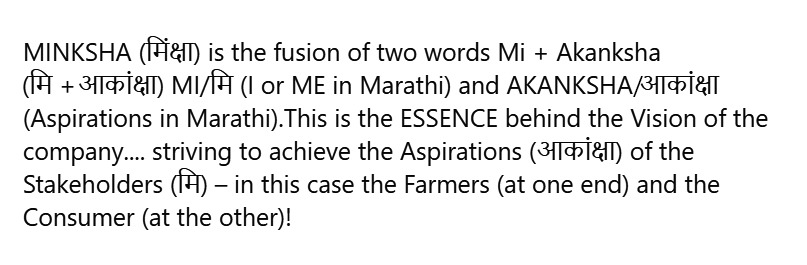 MINKSHA (मिंक्षा) is the fusion of two words Mi + Akanksha
(मि + आकांक्षा) MI/मि (I or ME in Marathi) and AKANKSHA/आकांक्षा
(Aspirations in Marathi).This is the ESSENCE behind the Vision of the
company.... striving to achieve the Aspirations (आकांक्षा) of the
Stakeholders (मि) – in this case the Farmers (at one end) and the
Consumer (at the other)!